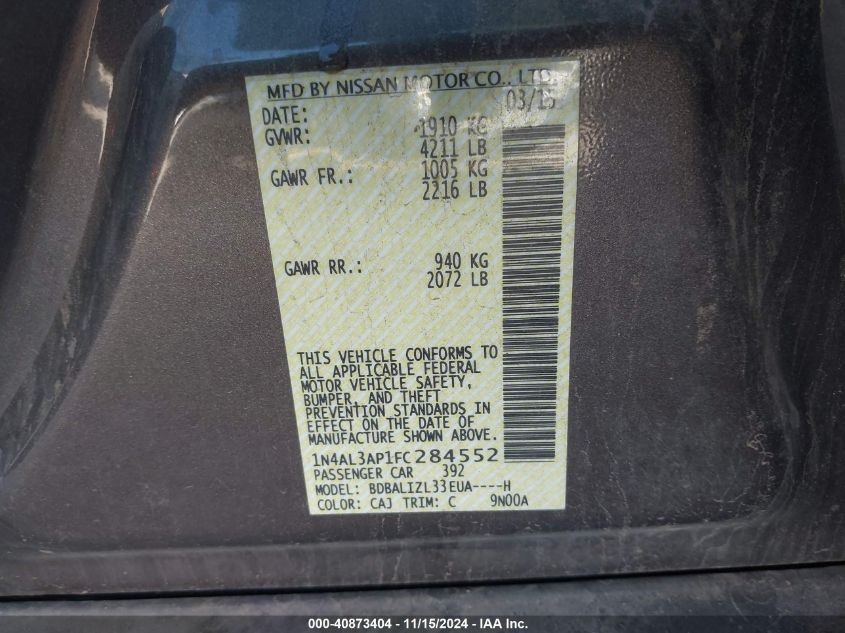 MFD BY NISSAN MOTOR CO., LTD.
DATE: 03/15
GVWR: 1910 KG
4211 LB
GAWR FR.: 1005 KG
2216 LB
GAWR RR.: 940 KG
2072 LB
THIS VEHICLE CONFORMS TO
ALL APPLICABLE FEDERAL
MOTOR VEHICLE SAFETY,
BUMPER, AND THEFT
PREVENTION STANDARDS IN
EFFECT ON THE DATE OF
MANUFACTURE SHOWN ABOVE.
1N4AL3AP1FC284552
PASSENGER CAR 392
MODEL: BDBALIZL33EUA----H
COLOR: CAJ TRIM: C 9N00A
000-40873404 - 11/15/2024 - IAA Inc.